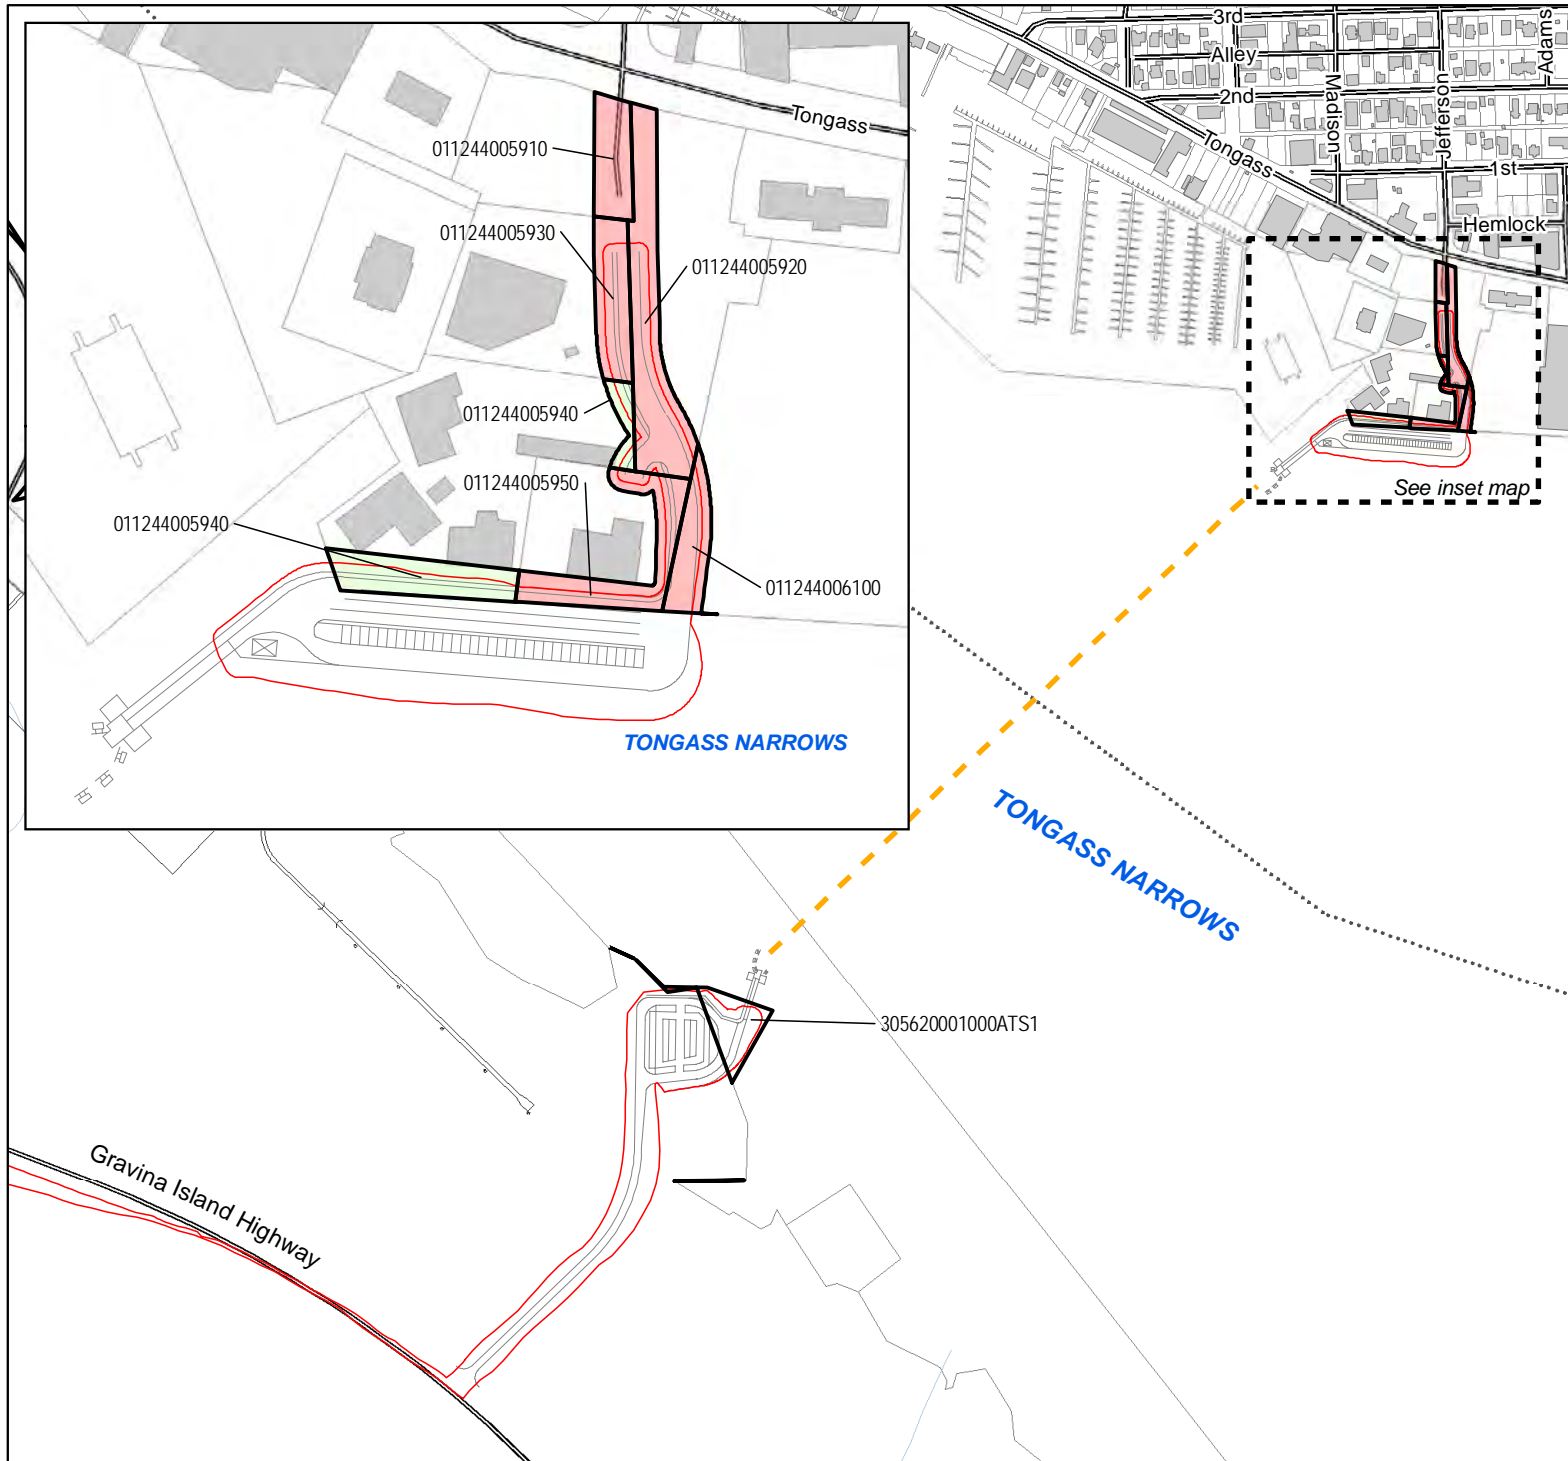 3rd
Alley
2nd
Madison
Jefferson
Adams
Tongass
1st
Hemlock
See inset map
Tongass
011244005910
011244005930
011244005920
011244005940
011244005950
011244005940
011244006100
TONGASS NARROWS
TONGASS NARROWS
305620001000ATS1
Gravina Island Highway